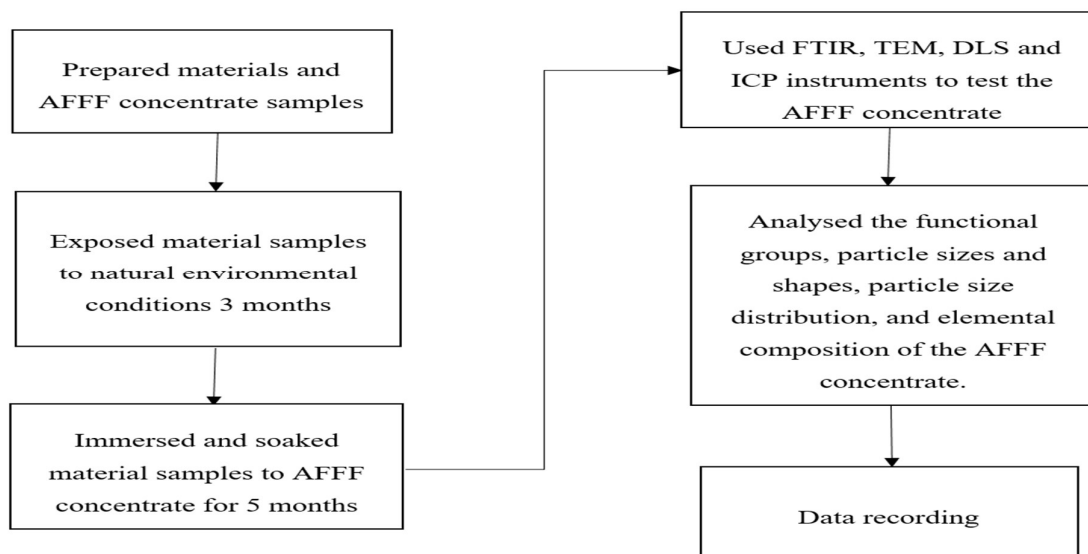 Prepared materials and
AFFF concentrate samples
Exposed material samples
to natural environmental
conditions 3 months
Immersed and soaked
material samples to AFFF
concentrate for 5 months
Used FTIR, TEM, DLS and
ICP instruments to test the
AFFF concentrate
Analysed the functional
groups, particle sizes and
shapes, particle size
distribution, and elemental
composition of the AFFF
concentrate.
Data recording